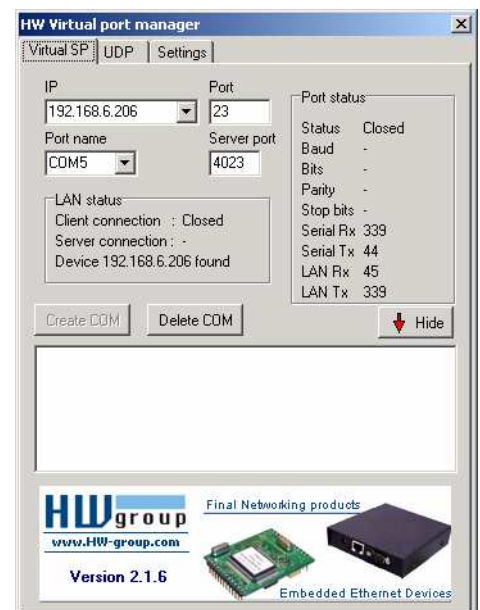 HW Virtual port manager
Virtual SP UDP Settings
IP Port
192.168.6.206 23
Port name Server port
COM5 4023
LAN status
Client connection : Closed
Server connection : -
Device 192.168.6.206 found
Port status
Status Closed
Baud -
Bits -
Parity -
Stop bits -
Serial Rx 339
Serial Tx 44
LAN Rx 45
LAN Tx 339
Create COM Delete COM Hide
HW group
www.HW-group.com
Version 2.1.6
Final Networking products
Embedded Ethernet Devices